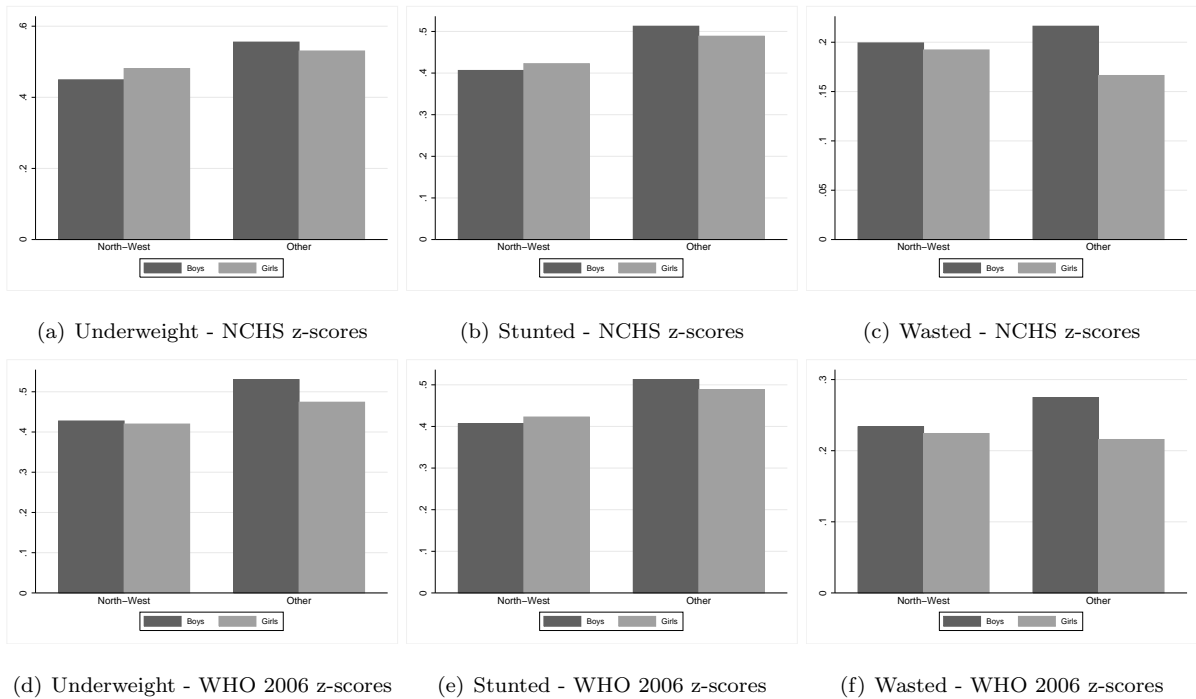 .6
.4
.2
0
North−West Other
Boys Girls
(a) Underweight - NCHS z-scores
.5
.4
.3
.2
.1
0
North−West Other
Boys Girls
(b) Stunted - NCHS z-scores
.2
.15
.1
.05
0
North−West Other
Boys Girls
(c) Wasted - NCHS z-scores
.5
.4
.3
.2
.1
0
North−West Other
Boys Girls
(d) Underweight - WHO 2006 z-scores
.5
.4
.3
.2
.1
0
North−West Other
Boys Girls
(e) Stunted - WHO 2006 z-scores
.3
.2
.1
0
North−West Other
Boys Girls
(f) Wasted - WHO 2006 z-scores